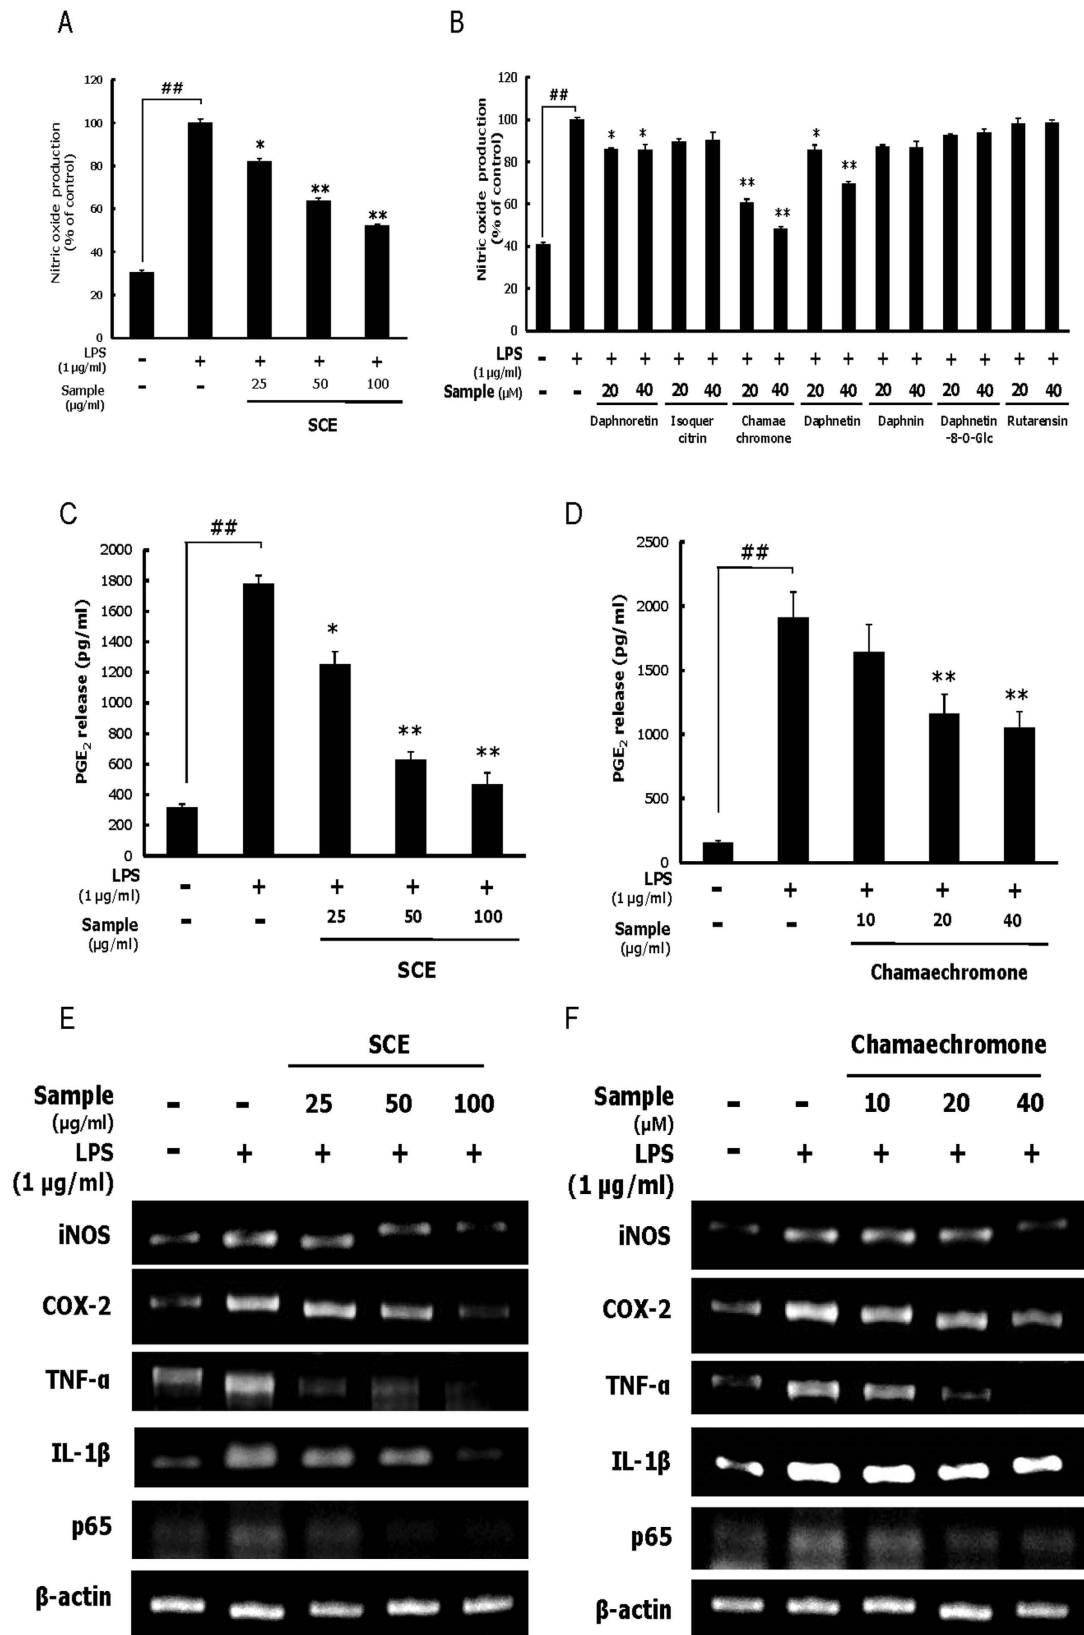 A
Nitric oxide production
(% of control)
120
100
80
60
40
20
0
##
*
**
**
LPS
(1 µg/ml)
- + + + +
Sample
(µg/ml)
- - 25 50 100
SCE
B
Nitric oxide production
(% of control)
120
100
80
60
40
20
0
##
* * ** ** * **
LPS
(1 µg/ml)
- + + + + + + + + + + + + + + +
Sample (µM)
- - 20 40 20 40 20 40 20 40 20 40 20 40 20 40
Daphnoretin
Isoquer
citrin
Chamae
chromone
Daphnetin
Daphnin
Daphnetin
-8-O-Glc
Rutarensin
C
PGE2 release (pg/ml)
2000
1800
1600
1400
1200
1000
800
600
400
200
0
##
*
**
**
LPS
(1 µg/ml)
- + + + +
Sample
(µg/ml)
- - 25 50 100
SCE
D
PGE2 release (pg/ml)
2500
2000
1500
1000
500
0
##
**
**
LPS
(1 µg/ml)
- + + + +
Sample
(µg/ml)
- - 10 20 40
Chamaechromone
E
SCE
Sample
(µg/ml)
- - 25 50 100
LPS
(1 µg/ml)
- + + + +
iNOS
COX-2
TNF-α
IL-1β
p65
β-actin
F
Chamaechromone
Sample
(µM)
- - 10 20 40
LPS
(1 µg/ml)
- + + + +
iNOS
COX-2
TNF-α
IL-1β
p65
β-actin